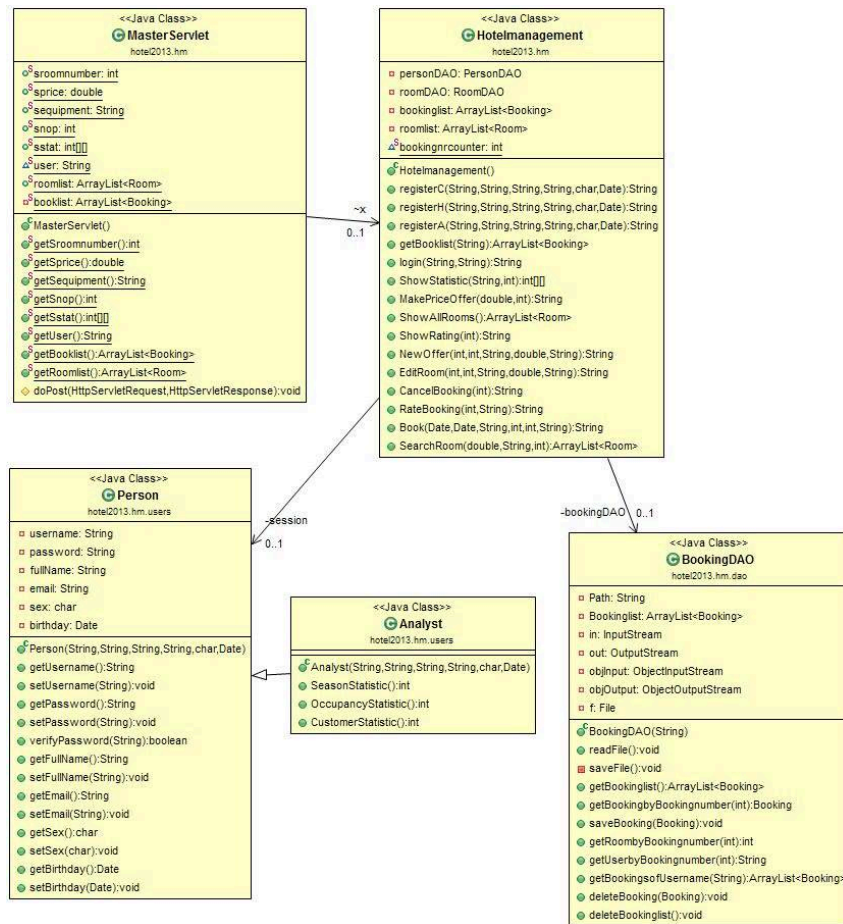 <<Java Class>>
MasterServlet
hotel2013.hm
sroomnumber: int
sprice: double
sequipment: String
snop: int
sstat: int[][]
user: String
roomlist: ArrayList<Room>
booklist: ArrayList<Booking>
MasterServlet()
getSroomnumber():int
getSprice():double
getSequipment():String
getSnop():int
getSstat():int[][]
getUser():String
getBooklist():ArrayList<Booking>
getRoomlist():ArrayList<Room>
doPost(HttpServletRequest,HttpServletResponse):void
~x
0..1
<<Java Class>>
Hotelmanagement
hotel2013.hm
personDAO: PersonDAO
roomDAO: RoomDAO
bookinglist: ArrayList<Booking>
roomlist: ArrayList<Room>
bookingnrcounter: int
Hotelmanagement()
registerC(String,String,String,String,char,Date):String
registerH(String,String,String,String,char,Date):String
registerA(String,String,String,String,char,Date):String
getBooklist(String):ArrayList<Booking>
login(String,String):String
ShowStatistic(String,int):int[][]
MakePriceOffer(double,int):String
ShowAllRooms():ArrayList<Room>
ShowRating(int):String
NewOffer(int,int,String,double,String):String
EditRoom(int,int,String,double,String):String
CancelBooking(int):String
RateBooking(int,String):String
Book(Date,Date,String,int,int,String):String
SearchRoom(double,String,int):ArrayList<Room>
-session
0..1
-bookingDAO
0..1
<<Java Class>>
Person
hotel2013.hm.users
username: String
password: String
fullName: String
email: String
sex: char
birthday: Date
Person(String,String,String,String,char,Date)
getUsername():String
setUsername(String):void
getPassword():String
setPassword(String):void
verifyPassword(String):boolean
getFullName():String
setFullName(String):void
getEmail():String
setEmail(String):void
getSex():char
setSex(char):void
getBirthday():Date
setBirthday(Date):void
<<Java Class>>
Analyst
hotel2013.hm.users
Analyst(String,String,String,String,char,Date)
SeasonStatistic():int
OccupancyStatistic():int
CustomerStatistic():int
<<Java Class>>
BookingDAO
hotel2013.hm.dao
Path: String
Bookinglist: ArrayList<Booking>
in: InputStream
out: OutputStream
objInput: ObjectInputStream
objOutput: ObjectOutputStream
f: File
BookingDAO(String)
readFile():void
saveFile():void
getBookinglist():ArrayList<Booking>
getBookingbyBookingnumber(int):Booking
saveBooking(Booking):void
getRoombyBookingnumber(int):int
getUserbyBookingnumber(int):String
getBookingsofUsername(String):ArrayList<Booking>
deleteBooking(Booking):void
deleteBookinglist():void